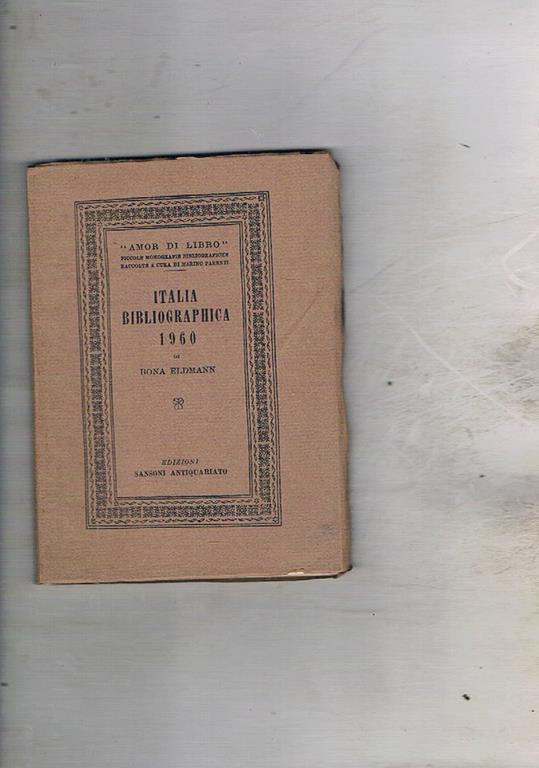 "AMOR DI LIBRO"
PICCOLE MONOGRAFIE BIBLIOGRAFICHE
RACCOLTE A CURA DI MARINO PARENTI
ITALIA
BIBLIOGRAPHICA
1960
DI
BONA ELDMANN
EDIZIONI
SANSONI ANTIQUARIATO